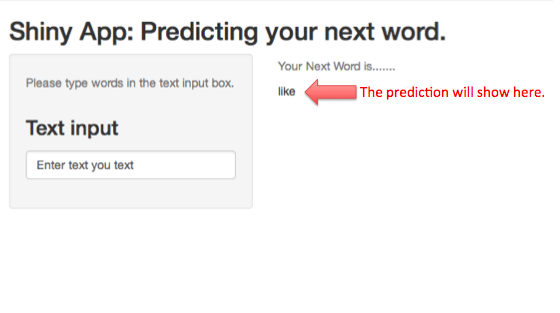 Shiny App: Predicting your next word.
Please type words in the text input box.
Text input
Enter text you text
Your Next Word is.......
like
The prediction will show here.